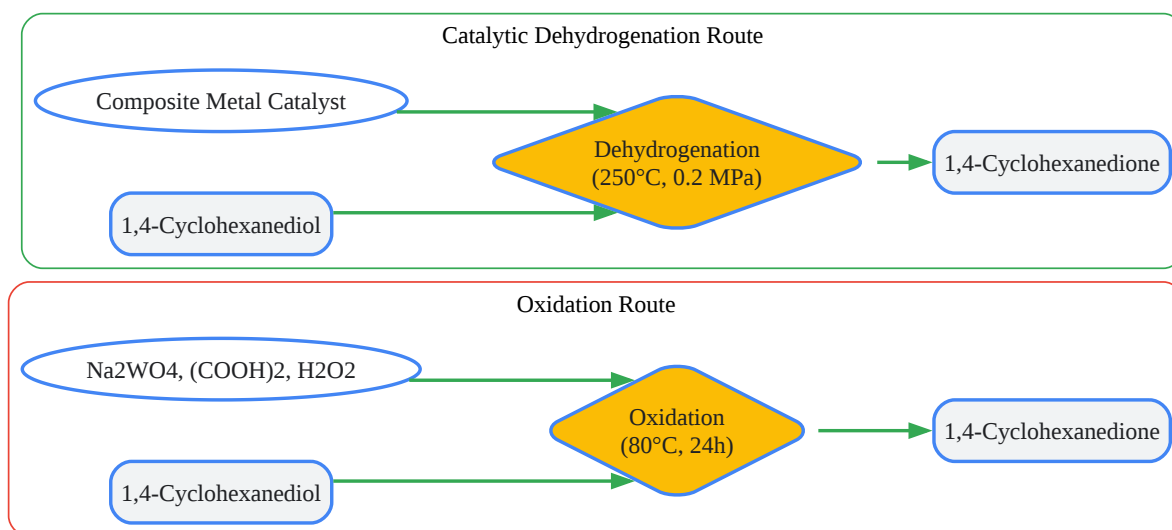 Catalytic Dehydrogenation Route
Composite Metal Catalyst
Dehydrogenation
(250°C, 0.2 MPa)
1,4-Cyclohexanedione
1,4-Cyclohexanediol
Oxidation Route
Na2WO4, (COOH)2, H2O2
Oxidation
(80°C, 24h)
1,4-Cyclohexanedione
1,4-Cyclohexanediol